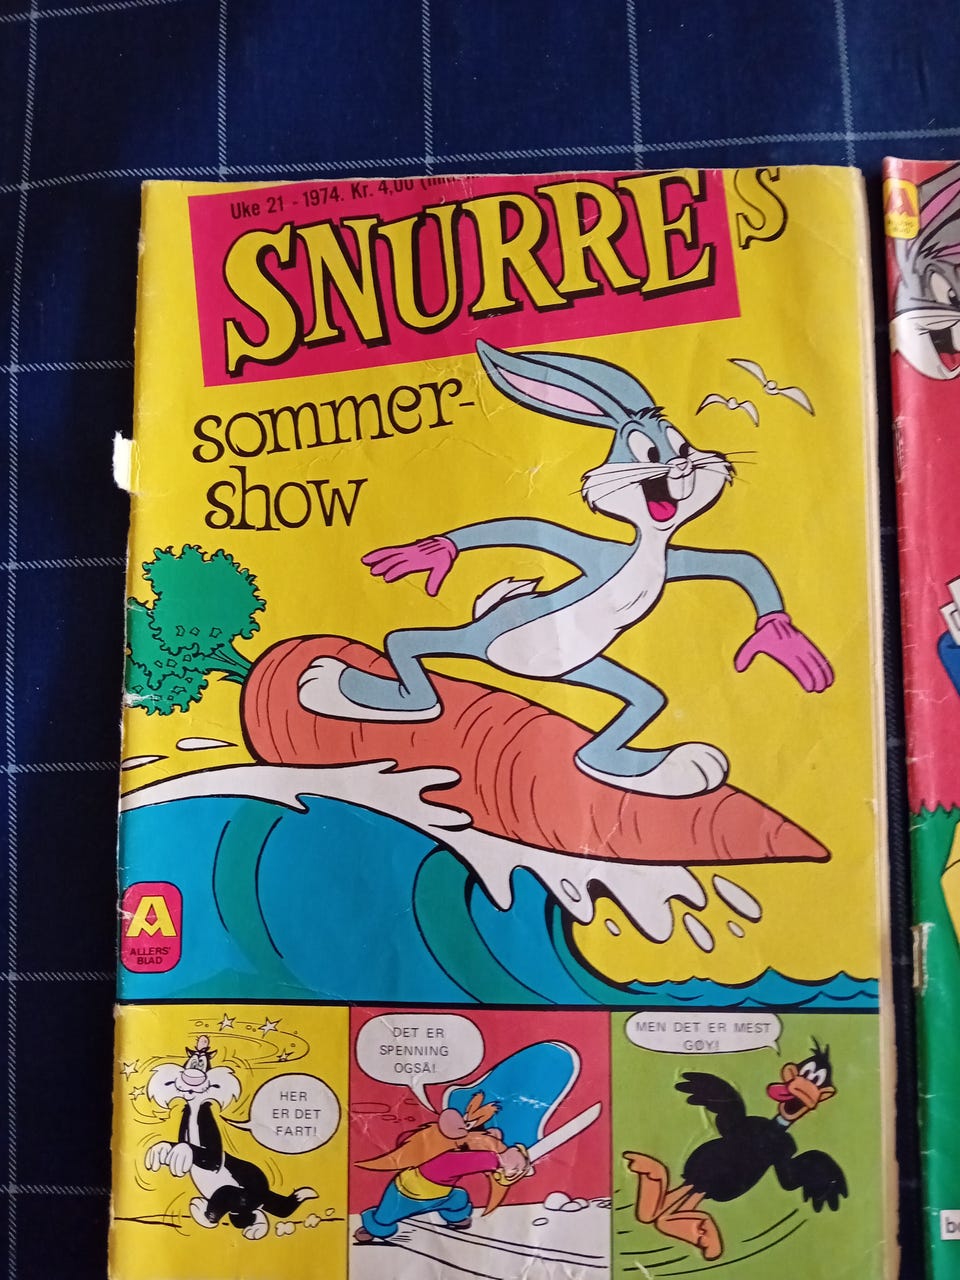 Uke 21 - 1974. Kr. 4,00
SNURRES
sommer-
show
A
ALLERS'
BLAD
HER
ER DET
FART!
DET ER
SPENNING
OGSÅ!
MEN DET ER MEST
GØY!
A